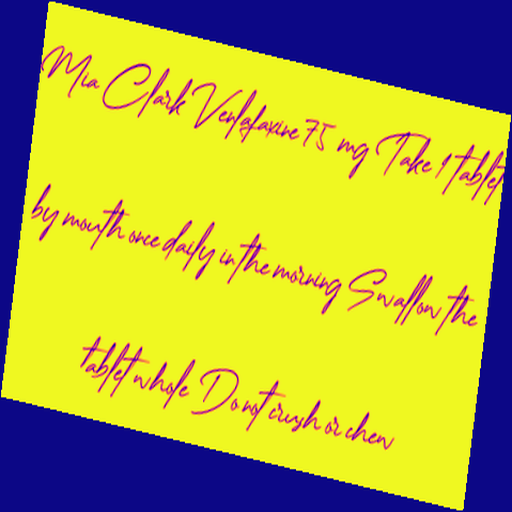 Mia Clark Venlafaxine 75 mg Take 1 tablet
by mouth once daily in the morning Swallow the
tablet whole Do not crush or chew